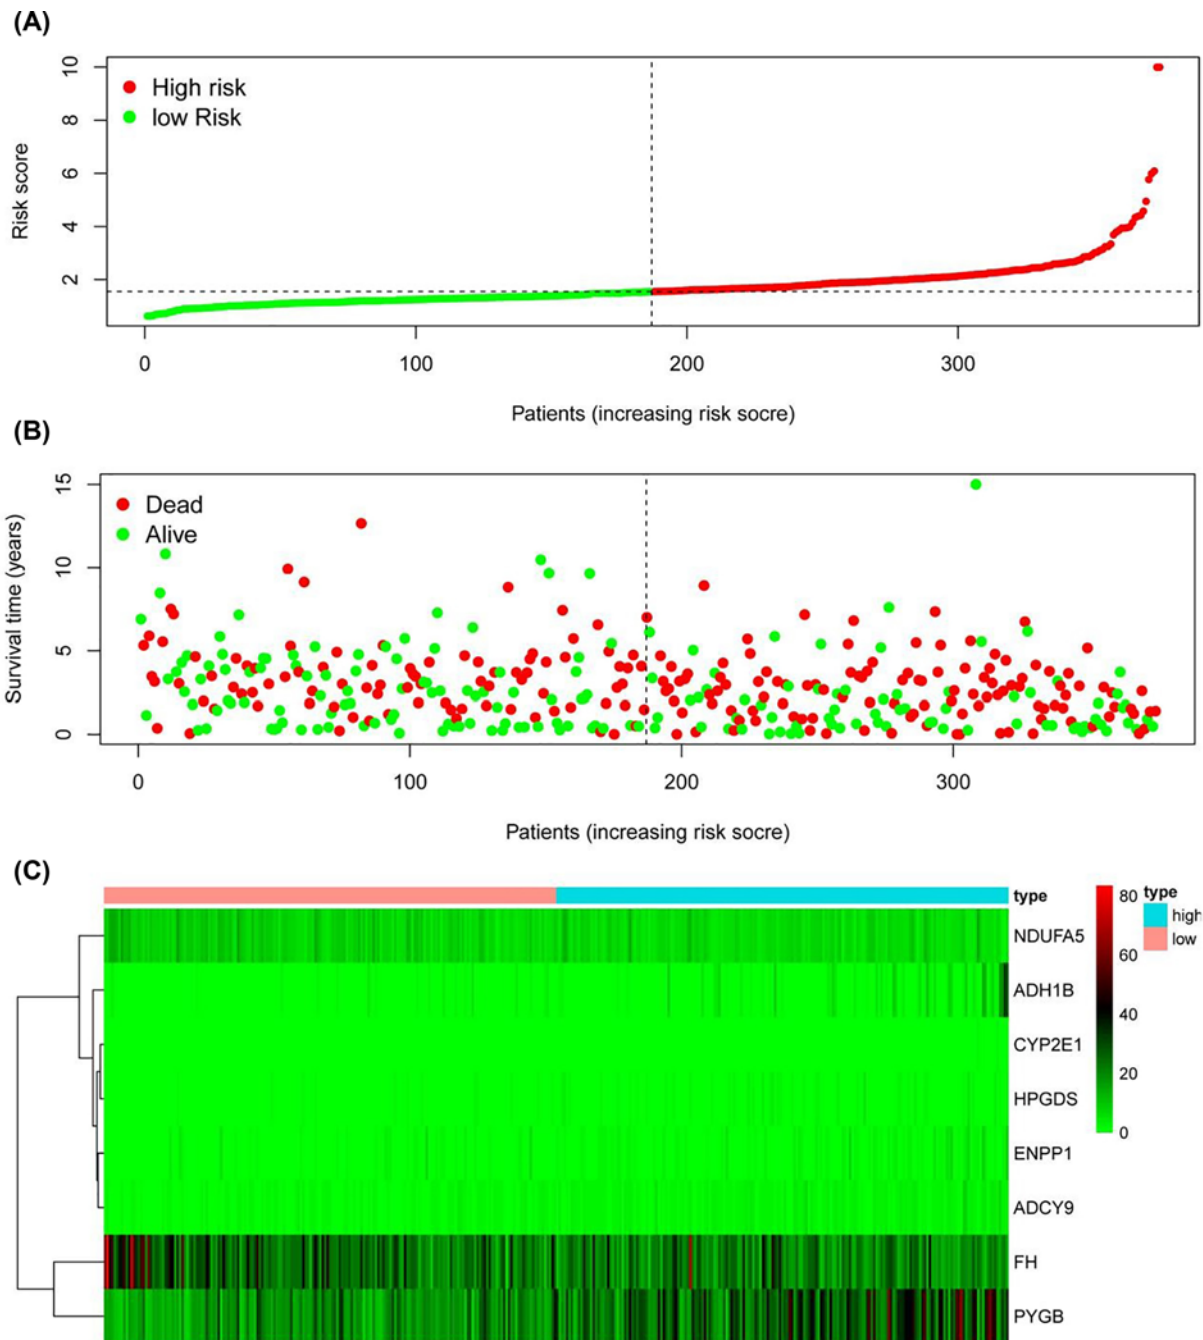 (A)
10
8
6
4
2
Risk score
High risk
low Risk
0 100 200 300
Patients (increasing risk socre)
(B)
15
10
5
0
Survival time (years)
Dead
Alive
0 100 200 300
Patients (increasing risk socre)
(C)
type
80
60
40
20
0
type
high
low
NDUFA5
ADH1B
CYP2E1
HPGDS
ENPP1
ADCY9
FH
PYGB